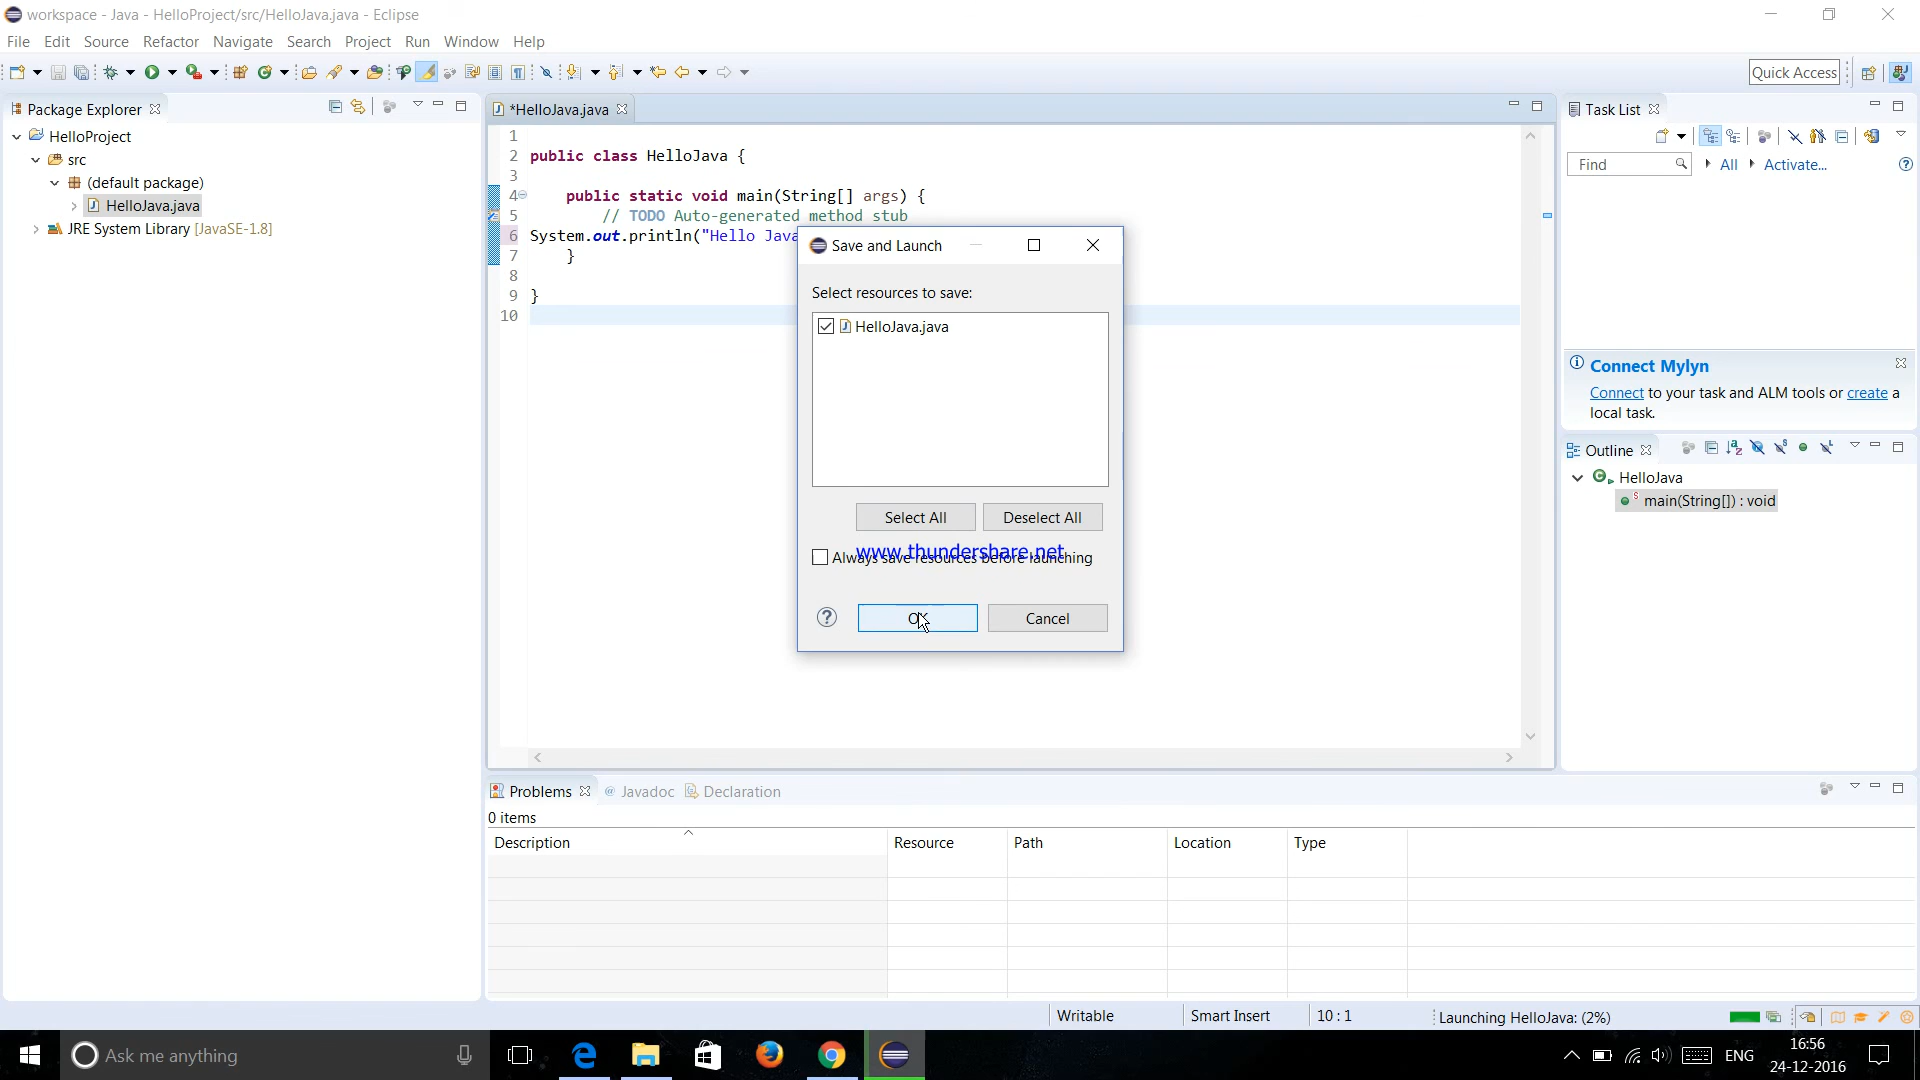 workspace - Java - HelloProject/src/HelloJava.java - Eclipse
File Edit Source Refactor Navigate Search Project Run Window Help
Quick Access
Package Explorer
HelloProject
src
(default package)
HelloJava.java
JRE System Library [JavaSE-1.8]
*HelloJava.java
1
2 public class HelloJava {
3
4 public static void main(String[] args) {
5 // TODO Auto-generated method stub
6 System.out.println("Hello Java
7 }
8
9 }
10
Save and Launch
Select resources to save:
HelloJava.java
Select All Deselect All
www.thundershare.net
Always save resources before launching
OK Cancel
Task List
Find All Activate...
Connect Mylyn
Connect to your task and ALM tools or create a
local task.
Outline
HelloJava
main(String[]) : void
Problems Javadoc Declaration
0 items
Description Resource Path Location Type
Writable Smart Insert 10 : 1 Launching HelloJava: (2%)
Ask me anything
ENG
16:56
24-12-2016